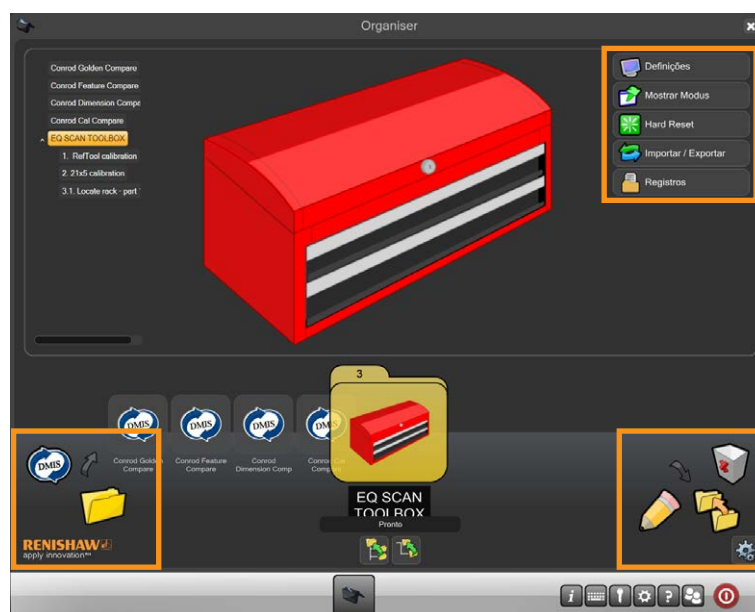 Organiser
Conrod Golden Compare
Conrod Feature Compare
Conrod Dimension Compa
Conrod Cal Compare
EQ SCAN TOOLBOX
1. RefTool calibration
2. 21x5 calibration
3.1. Locate rack - part
Definições
Mostrar Modus
Hard Reset
Importar / Exportar
Registros
3
DMIS
DMIS
DMIS
DMIS
DMIS
Conrod Golden
Compare
Conrod Feature
Compare
Conrod
Dimension Comp
Conrod Cal
Compare
EQ SCAN
TOOLBOX
Pronto
RENISHAW
apply innovation™